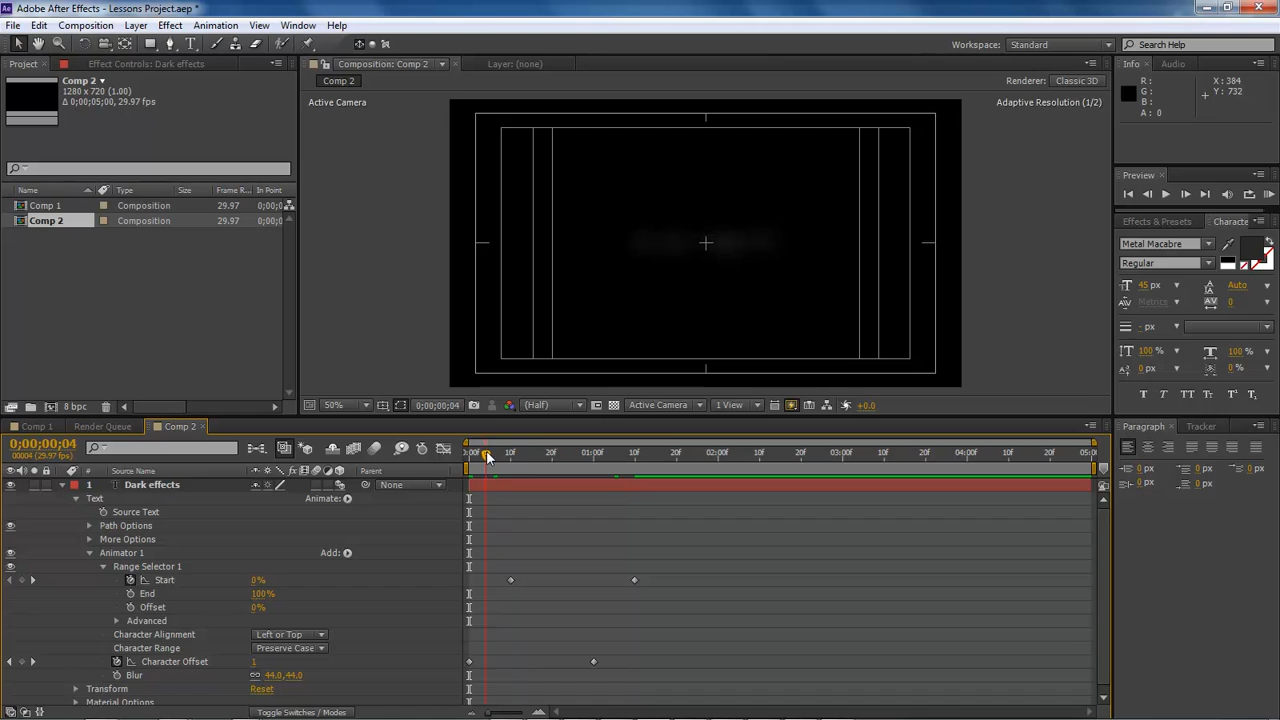 Adobe After Effects - Lessons Project.aep *
File Edit Composition Layer Effect Animation View Window Help
Workspace: Standard Search Help
Project Effect Controls: Dark effects
Composition: Comp 2 Layer: (none)
Info Audio
Comp 2
1280 x 720 (1.00)
Δ 0;00;05;00, 29.97 fps
Comp 2
Renderer: Classic 3D
Active Camera
Adaptive Resolution (1/2)
R:
G:
B:
A: 0
X: 384
Y: 732
Preview
Name Type Size Frame R... In Point
Comp 1 Composition 29.97 0;00;0
Comp 2 Composition 29.97 0;00;0
Effects & Presets Characte
Metal Macabre
Regular
45 px Auto
Metrics 0
- px
100 % 100 %
0 px 0 %
T T TT Tr T¹ T₁
8 bpc
50% 0;00;00;04 (Half) Active Camera 1 View +0.0
Comp 1 Render Queue Comp 2
Paragraph Tracker
0 px 0 px 0 px
0 px 0 px
0;00;00;04
00004 (29.97 fps)
0:00f 10f 20f 01:00f 10f 20f 02:00f 10f 20f 03:00f 10f 20f 04:00f 10f 20f 05:0
# Source Name Parent
1 T Dark effects None
Text Animate:
Source Text
Path Options
More Options
Animator 1 Add:
Range Selector 1
Start 0%
End 100%
Offset 0%
Advanced
Character Alignment Left or Top
Character Range Preserve Case
Character Offset 1
Blur 44.0,44.0
Transform Reset
Material Options
Toggle Switches / Modes